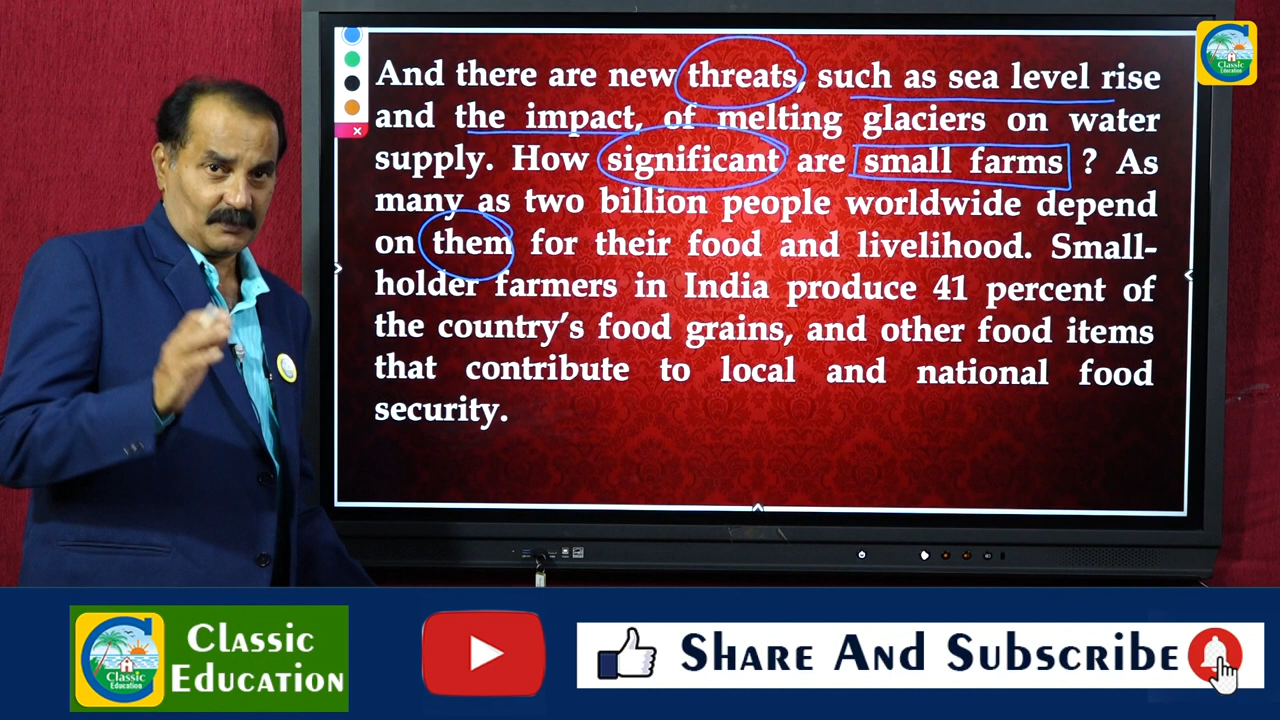 And there are new threats, such as sea level rise
and the impact, of melting glaciers on water
supply. How significant are small farms ? As
many as two billion people worldwide depend
on them for their food and livelihood. Small-
holder farmers in India produce 41 percent of
the country's food grains, and other food items
that contribute to local and national food
security.
Classic
Education
Classic
Education
Classic
Education
Share And Subscribe